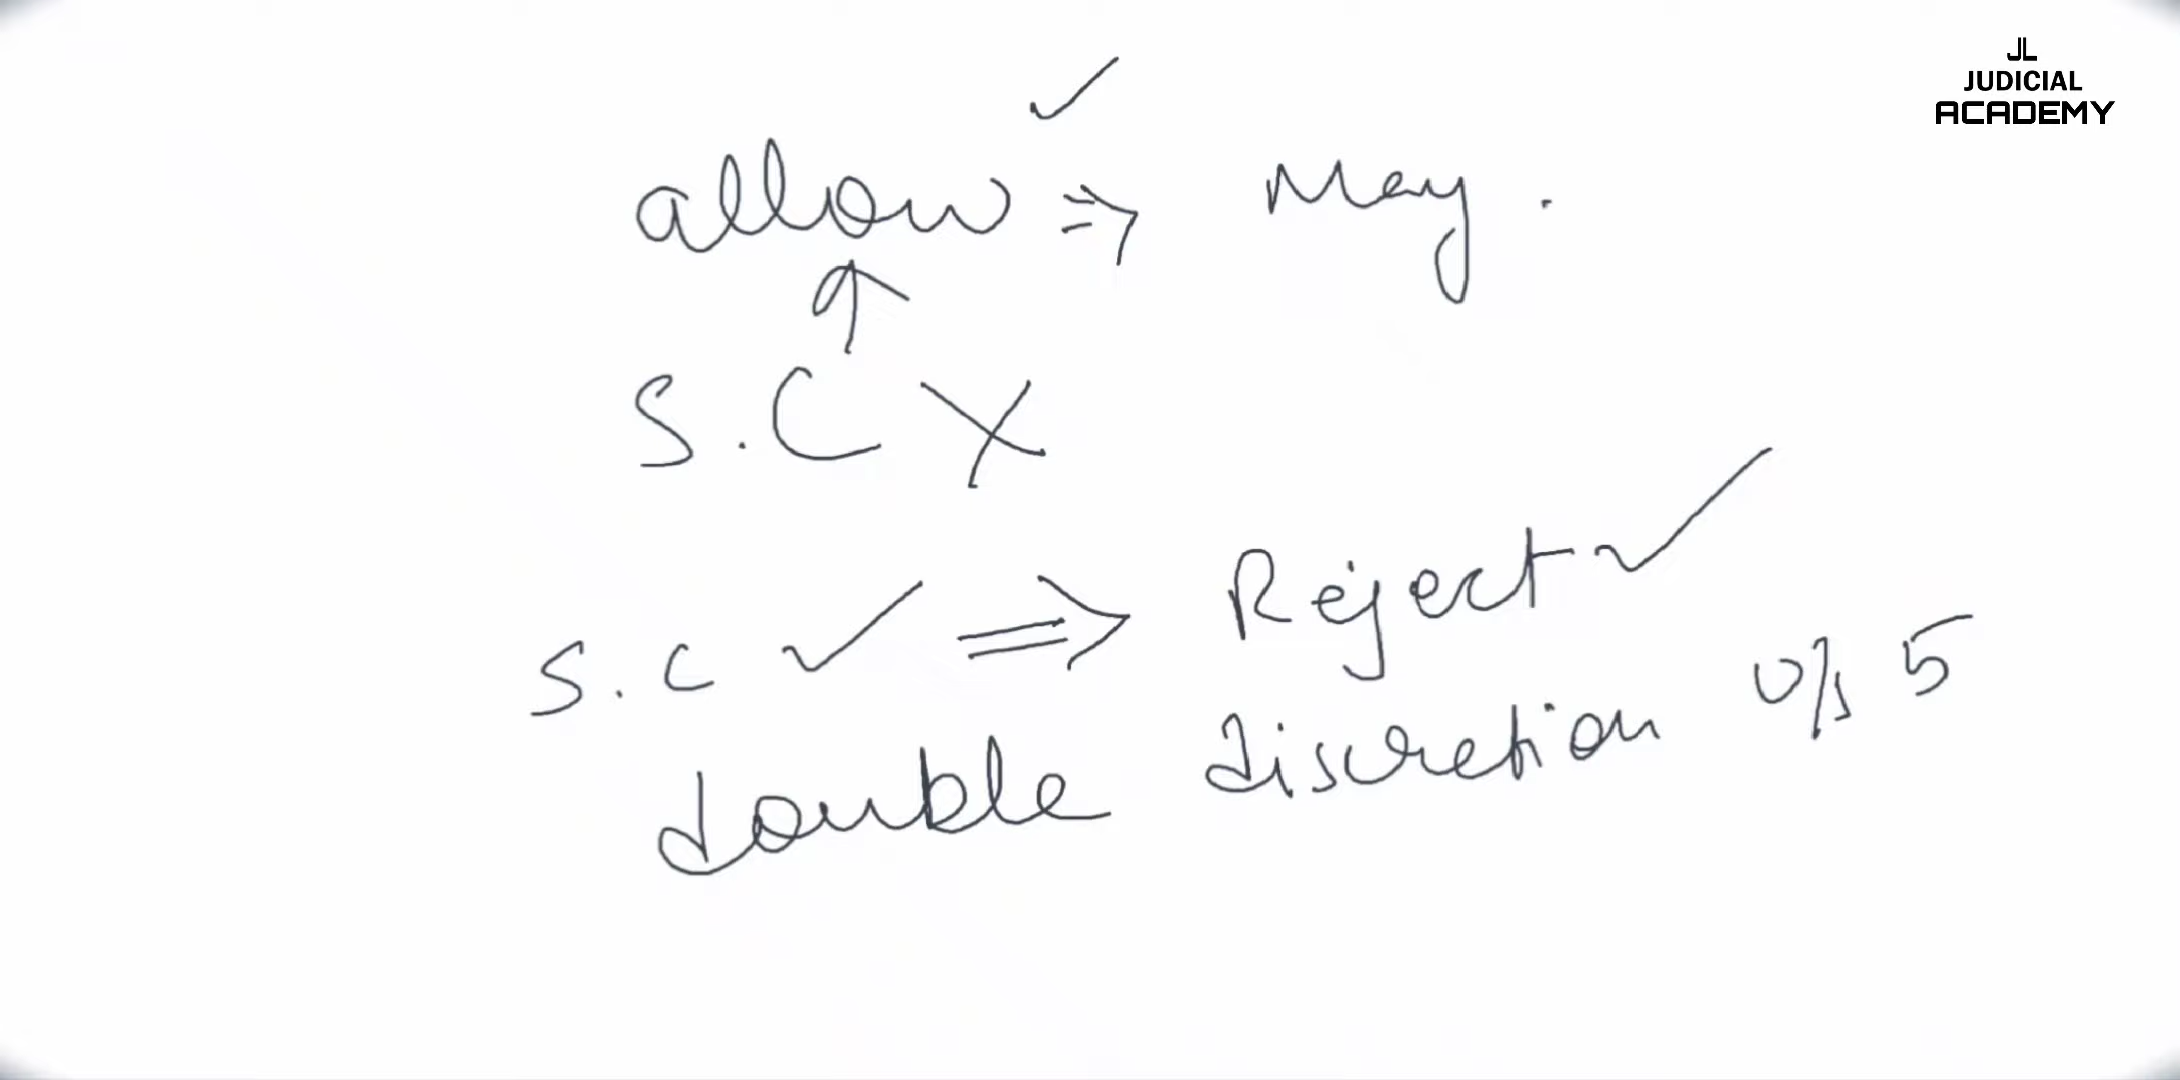 JL
JUDICIAL
ACADEMY
✓
allow ⇒ May.
↑
S.C X
S.C ✓ ⇒ Reject ✓
double discretion u/s 5